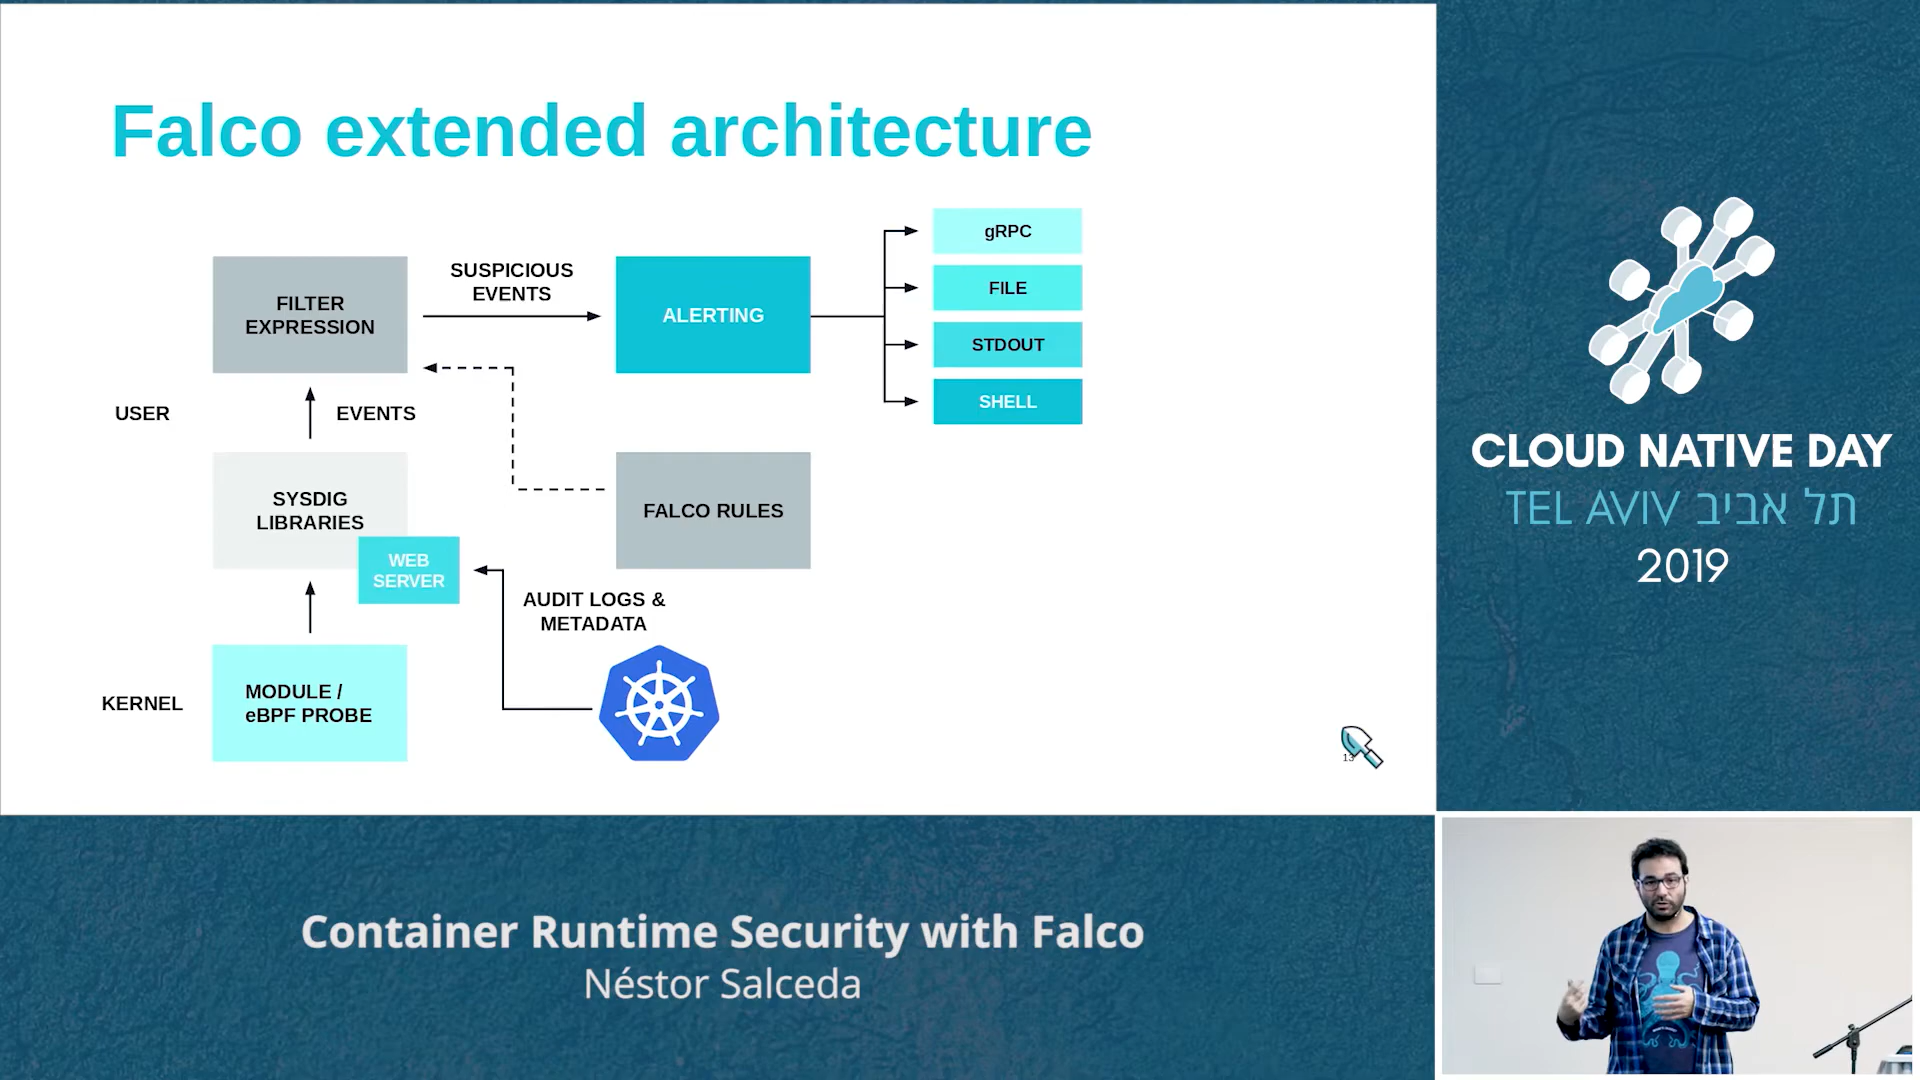 Falco extended architecture
FILTER
EXPRESSION
SUSPICIOUS
EVENTS
ALERTING
gRPC
FILE
STDOUT
SHELL
USER
EVENTS
SYSDIG
LIBRARIES
WEB
SERVER
FALCO RULES
AUDIT LOGS &
METADATA
KERNEL
MODULE /
eBPF PROBE
13
CLOUD NATIVE DAY
TEL AVIV תל אביב
2019
Container Runtime Security with Falco
Néstor Salceda